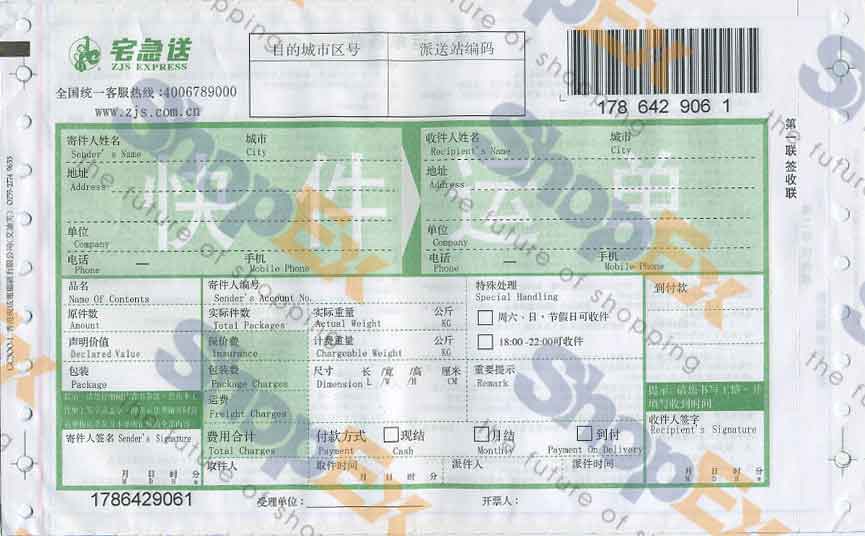 宅急送
ZJS EXPRESS
全国统一客服热线:4006789000
www.zjs.com.cn
目的城市区号 派送站编码
178 642 906 1
第一联 签收联
快件运单
寄件人姓名 城市 收件人姓名 城市
Sender's Name City Recipient's Name City
地址 地址
Address Address
单位 单位
Company Company
电话 手机 电话 手机
Phone Mobile Phone Phone Mobile Phone
品名 寄件人编号 特殊处理 到付款
Name Of Contents Sender's Account No. Special Handling
原件数 实际件数 实际重量 公斤 周六、日,节假日可收件
Amount Total Packages Actual Weight KG
声明价值 保价费 计费重量 公斤 18:00-22:00可收件
Declared Value Insurance Chargeable Weight KG
包装 包装费 尺寸 长 /宽 /高 厘米 重要提示
Package Package Charges Dimension L /W /H CM Remark
运费
Freight Charges
填写收到时间
寄件人签名 Sender's Signature 费用合计 付款方式 现结 月结 到付 收件人签字
Total Charges Payment Cash Monthly Payment On Delivery Recipient's Signature
取件人 取件时间 派件人 派件时间
月 日 时 分 月 日 时 分 月 日 时 分 月 日 时 分
M D H M M D H M
1786429061 受理单位: 开票人:
ShopEx
the future of shopping